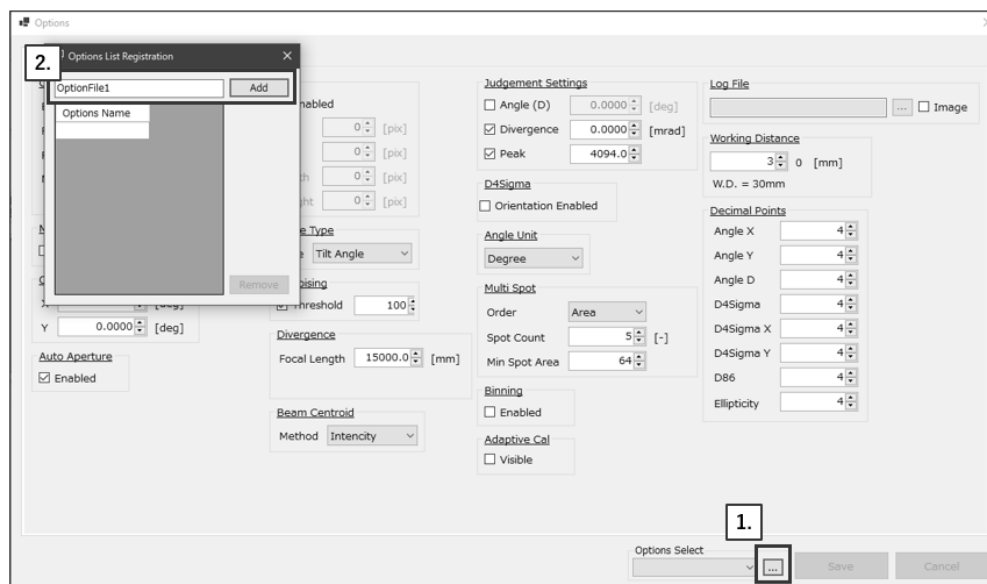 Options
2.
Options List Registration
OptionFile1
Add
Options Name
Remove
[pix]
0
[pix]
0
[pix]
0
[pix]
0
Type
Tilt Angle
Threshold
100
X
[deg]
Y
0.0000
[deg]
Auto Aperture
Enabled
Divergence
Focal Length
15000.0
[mm]
Beam Centroid
Method
Intencity
Judgement Settings
Angle (D)
0.0000
[deg]
Divergence
0.0000
[mrad]
Peak
4094.0
D4Sigma
Orientation Enabled
Angle Unit
Degree
Multi Spot
Order
Area
Spot Count
5
[-]
Min Spot Area
64
Binning
Enabled
Adaptive Cal
Visible
Log File
...
Image
Working Distance
3
0
[mm]
W.D. = 30mm
Decimal Points
Angle X
4
Angle Y
4
Angle D
4
D4Sigma
4
D4Sigma X
4
D4Sigma Y
4
D86
4
Ellipticity
4
1.
Options Select
...
Save
Cancel